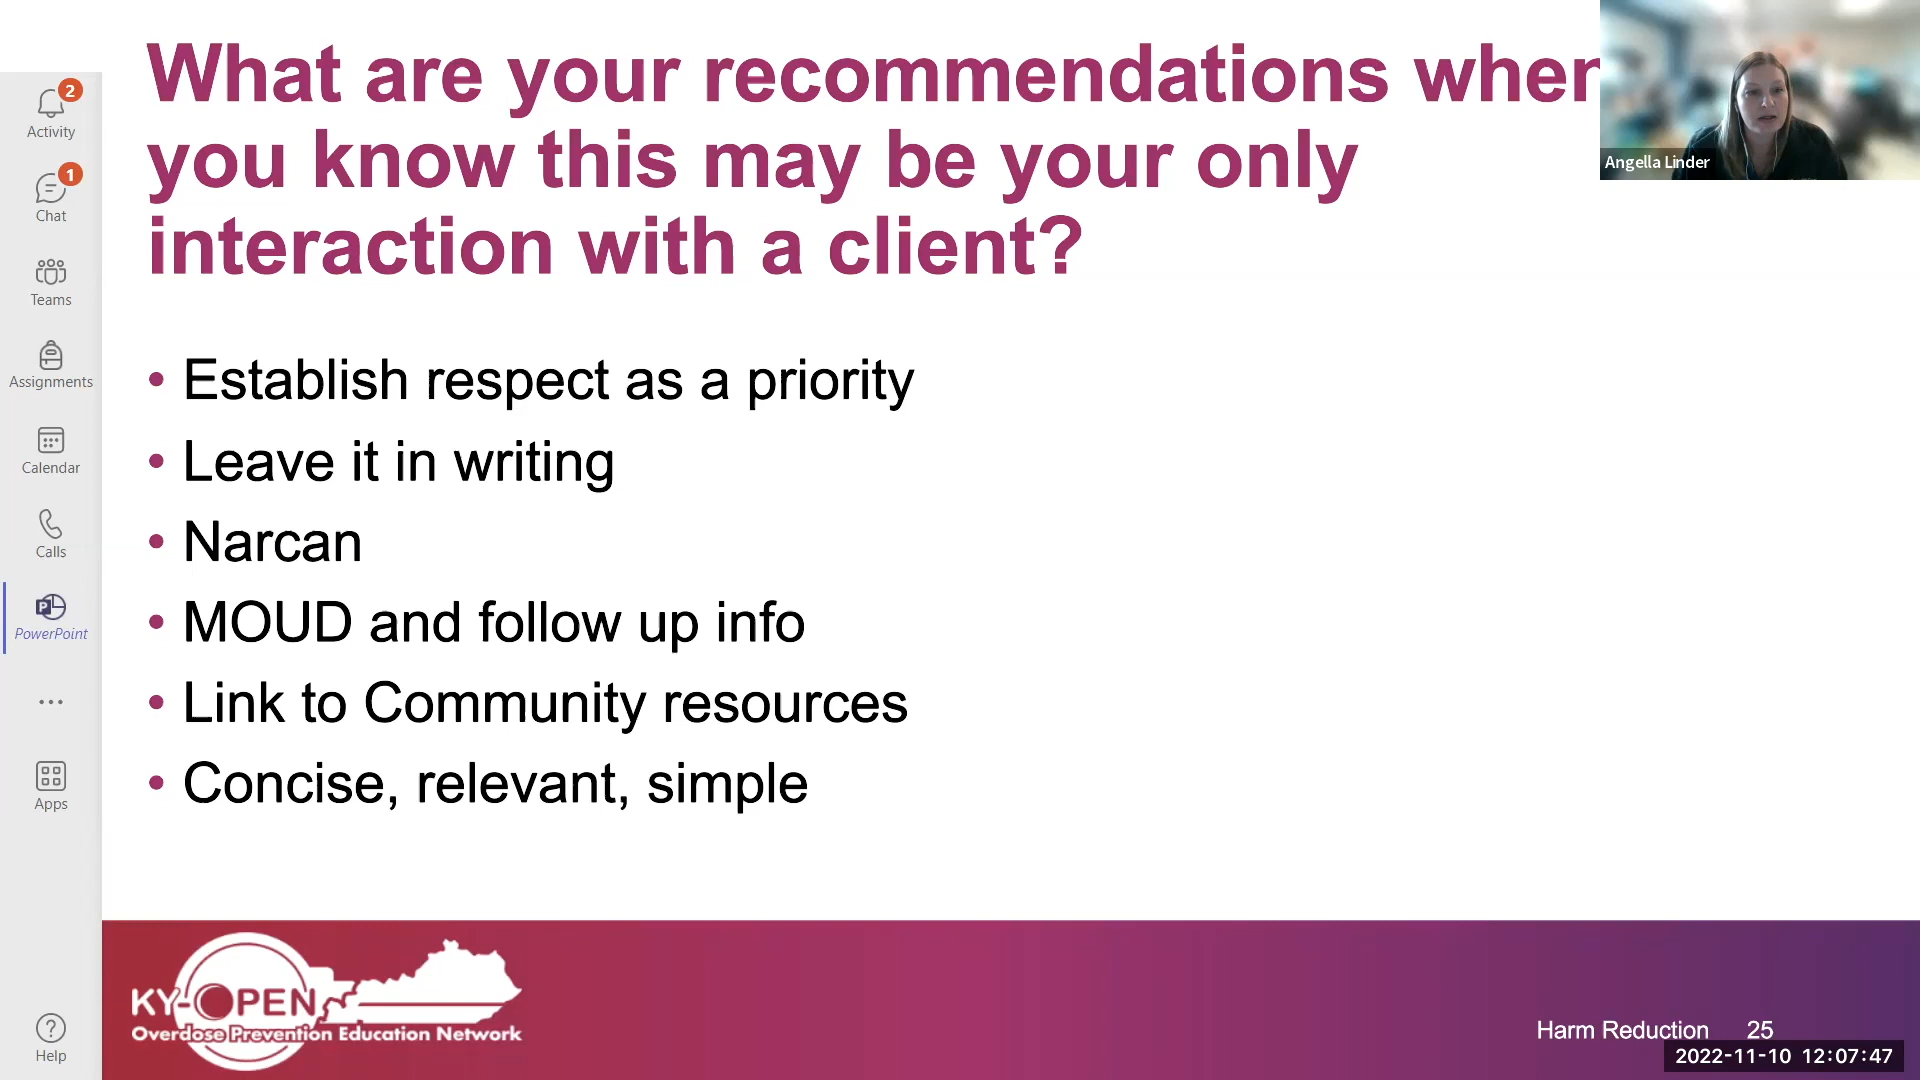 What are your recommendations when
you know this may be your only
interaction with a client?
Angella Linder
2
Activity
1
Chat
Teams
Assignments
Calendar
Calls
PowerPoint
Apps
Help
• Establish respect as a priority
• Leave it in writing
• Narcan
• MOUD and follow up info
• Link to Community resources
• Concise, relevant, simple
KY-OPEN
Overdose Prevention Education Network
Harm Reduction 25
2022-11-10 12:07:47